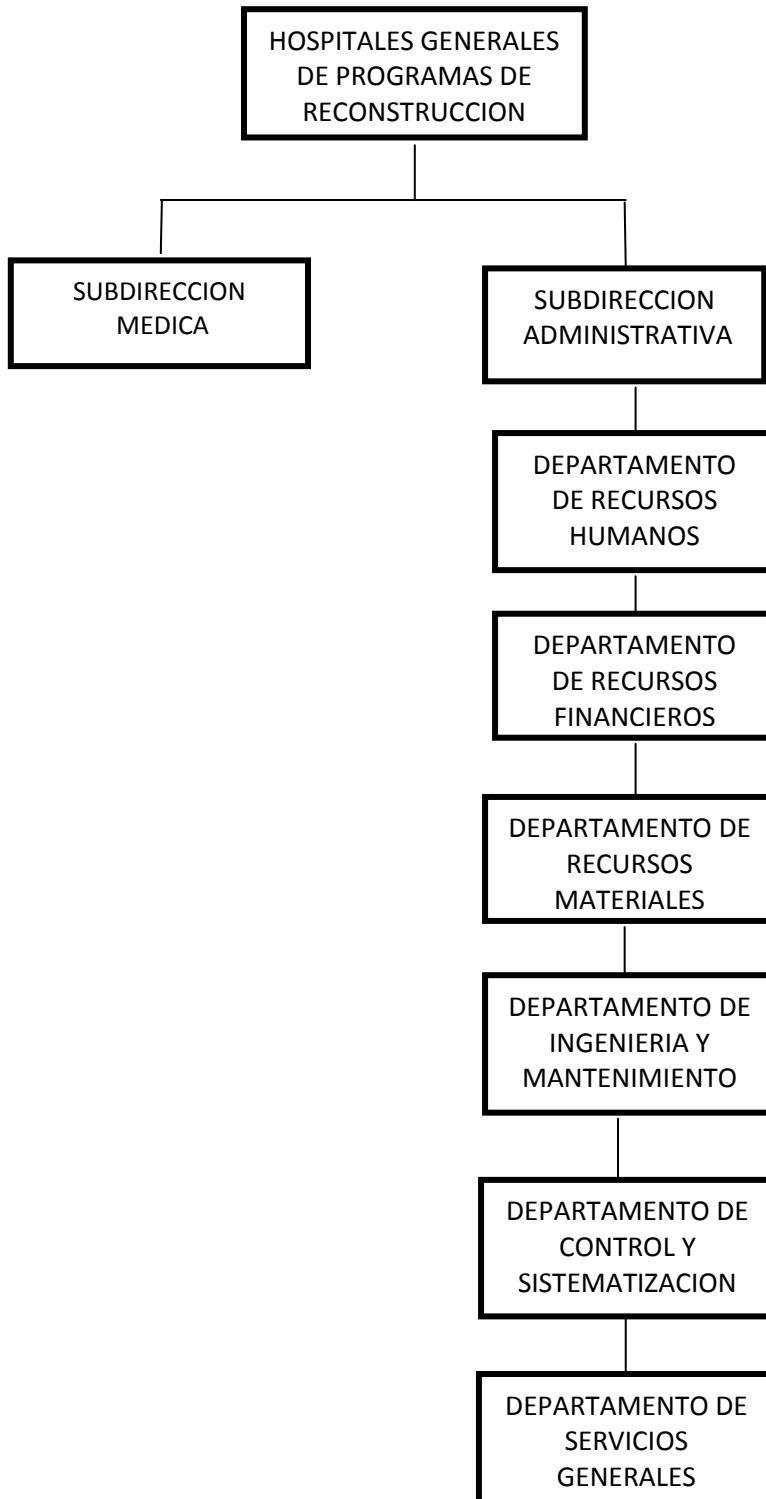 HOSPITALES GENERALES
DE PROGRAMAS DE
RECONSTRUCCION
SUBDIRECCION
MEDICA
SUBDIRECCION
ADMINISTRATIVA
DEPARTAMENTO
DE RECURSOS
HUMANOS
DEPARTAMENTO
DE RECURSOS
FINANCIEROS
DEPARTAMENTO DE
RECURSOS
MATERIALES
DEPARTAMENTO DE
INGENIERIA Y
MANTENIMIENTO
DEPARTAMENTO DE
CONTROL Y
SISTEMATIZACION
DEPARTAMENTO DE
SERVICIOS
GENERALES